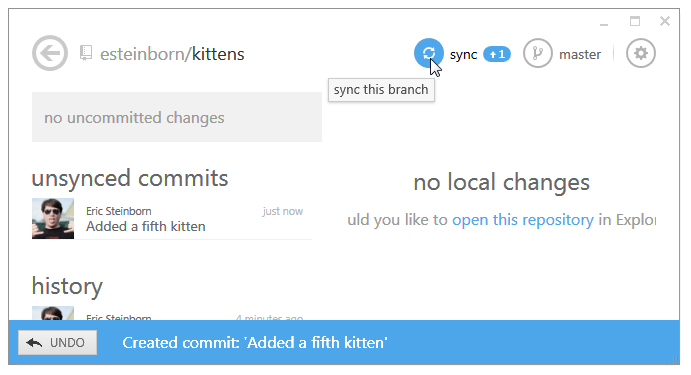 esteinborn/kittens
sync 1 master
sync this branch
no uncommitted changes
unsynced commits
Eric Steinborn just now
Added a fifth kitten
no local changes
uld you like to open this repository in Explor
history
Eric Steinborn 4 minutes ago
UNDO
Created commit: 'Added a fifth kitten'